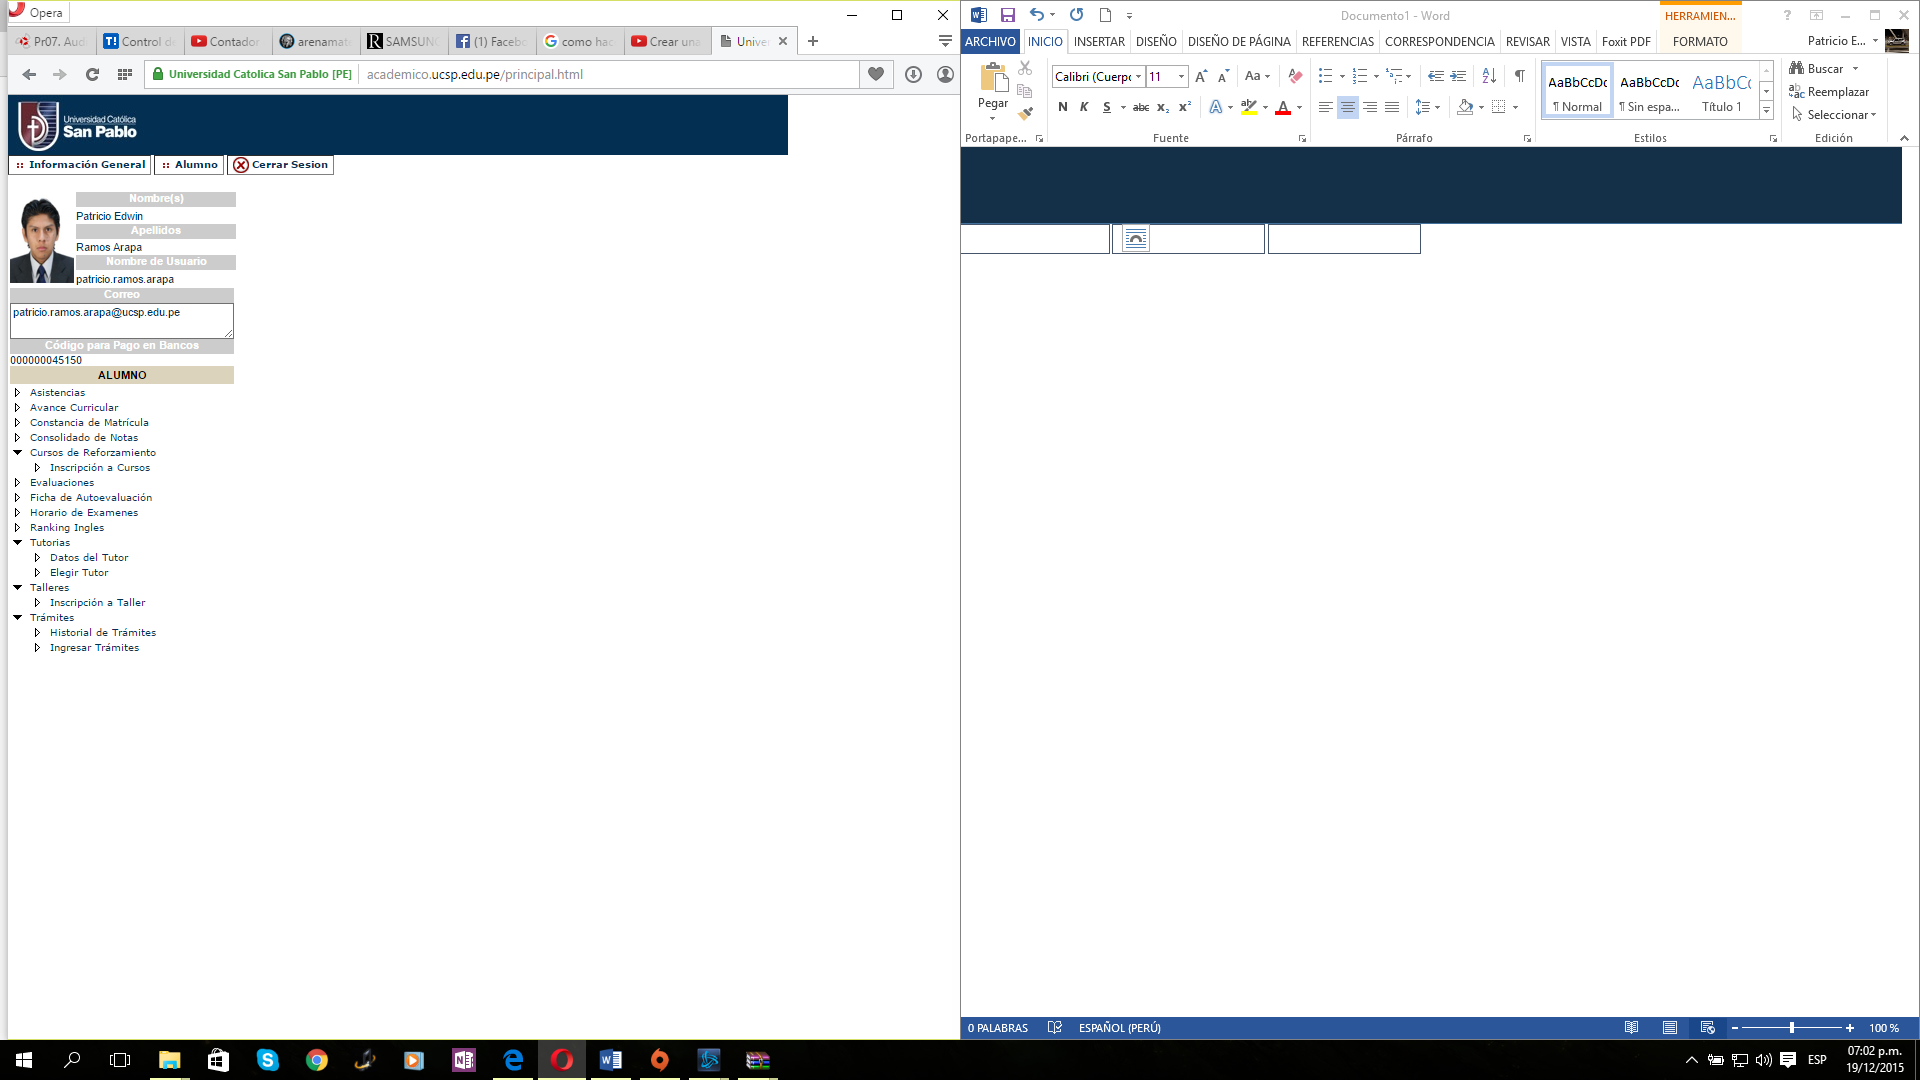 Opera
Pr07. Aud
Control de
Contador
arenamat
SAMSUNG
(1) Facebo
como hac
Crear una
Univer
Universidad Catolica San Pablo [PE]
academico.ucsp.edu.pe/principal.html
Universidad Católica
San Pablo
:: Información General
:: Alumno
Cerrar Sesion
Nombre(s)
Patricio Edwin
Apellidos
Ramos Arapa
Nombre de Usuario
patricio.ramos.arapa
Correo
patricio.ramos.arapa@ucsp.edu.pe
Código para Pago en Bancos
000000045150
ALUMNO
Asistencias
Avance Curricular
Constancia de Matrícula
Consolidado de Notas
Cursos de Reforzamiento
Inscripción a Cursos
Evaluaciones
Ficha de Autoevaluación
Horario de Examenes
Ranking Ingles
Tutorias
Datos del Tutor
Elegir Tutor
Talleres
Inscripción a Taller
Trámites
Historial de Trámites
Ingresar Trámites
Documento1 - Word
HERRAMIEN...
ARCHIVO INICIO INSERTAR DISEÑO DISEÑO DE PÁGINA REFERENCIAS CORRESPONDENCIA REVISAR VISTA Foxit PDF FORMATO
Patricio E...
Pegar
Calibri (Cuerpo
11
Aa
N K S abc x₂ x²
AaBbCcDc AaBbCcDc AaBbCc
¶ Normal ¶ Sin espa... Título 1
Buscar
Reemplazar
Seleccionar
Portapape... Fuente Párrafo Estilos Edición
0 PALABRAS
ESPAÑOL (PERÚ)
100 %
ESP
07:02 p.m.
19/12/2015